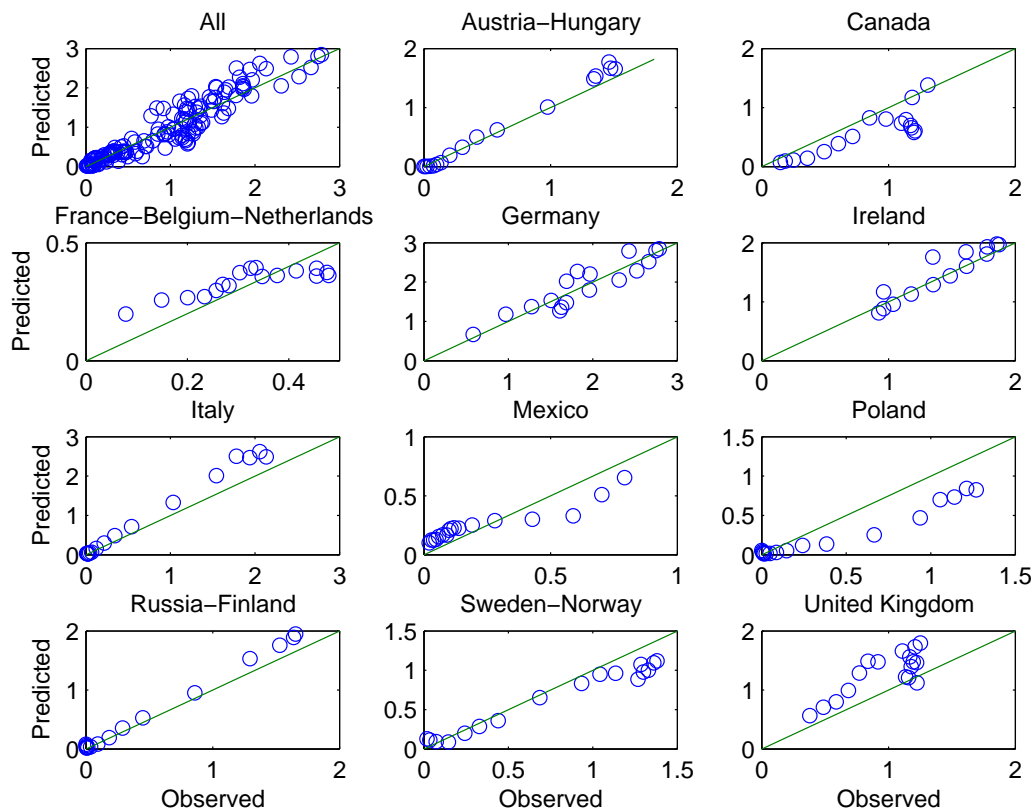 All
Austria−Hungary
Canada
Predicted
3
2
1
0
0 1 2 3
2
1
0
0 1 2
2
1
0
0 1 2
France−Belgium−Netherlands
Germany
Ireland
Predicted
0.5
0
0 0.2 0.4
3
2
1
0
0 1 2 3
2
1
0
0 1 2
Italy
Mexico
Poland
Predicted
3
2
1
0
0 1 2 3
1
0.5
0
0 0.5 1
1.5
1
0.5
0
0 0.5 1 1.5
Russia−Finland
Sweden−Norway
United Kingdom
Predicted
2
1
0
0 1 2
1.5
1
0.5
0
0 0.5 1 1.5
2
1
0
0 1 2
Observed
Observed
Observed